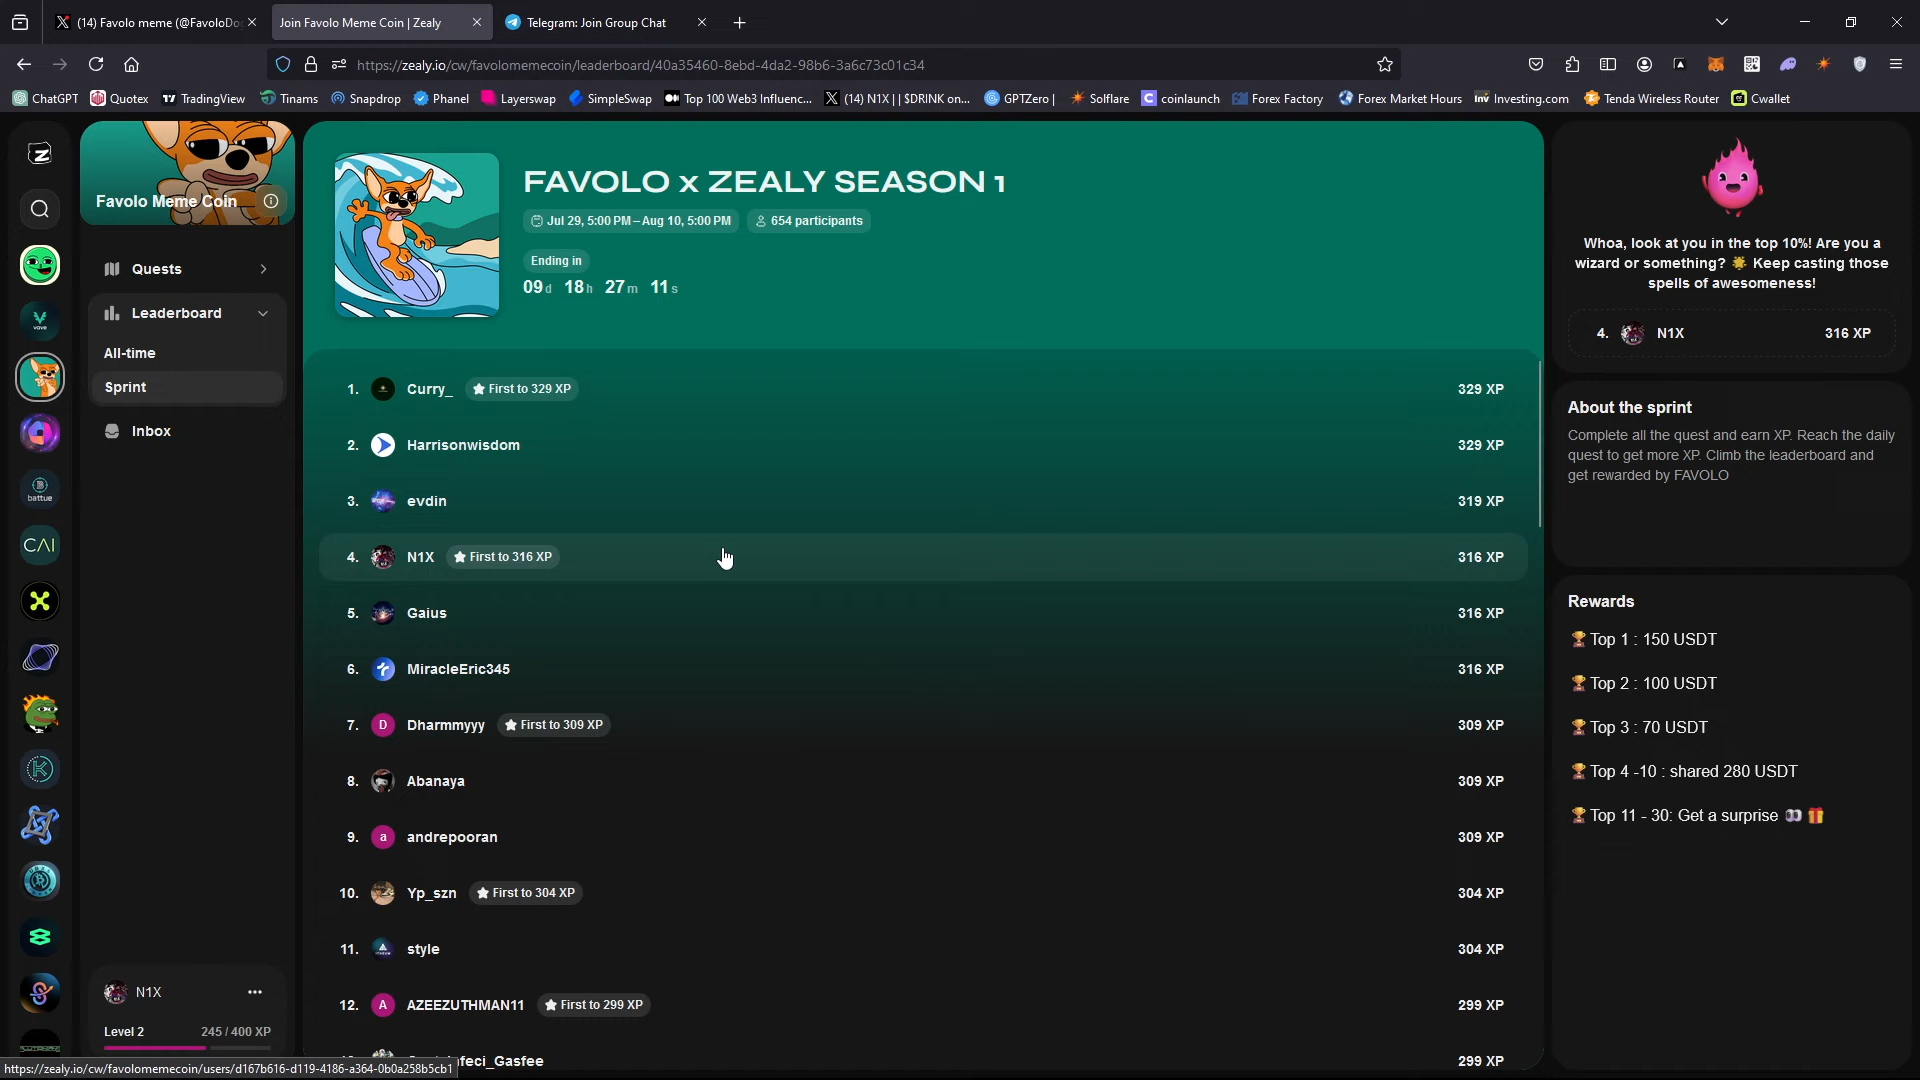 (14) Favolo meme (@FavoloDo
Join Favolo Meme Coin | Zealy
Telegram: Join Group Chat
https://zealy.io/cw/favolomemecoin/leaderboard/40a35460-8ebd-4da2-98b6-3a6c73c01c34
ChatGPT
Quotex
TradingView
Tinams
Snapdrop
Phanel
Layerswap
SimpleSwap
Top 100 Web3 Influenc...
(14) N1X | | $DRINK on...
GPTZero |
Solflare
coinlaunch
Forex Factory
Forex Market Hours
Investing.com
Tenda Wireless Router
Cwallet
Favolo Meme Coin
Quests
Leaderboard
All-time
Sprint
Inbox
vave
battue
CAI
N1X
Level 2
245 / 400 XP
FAVOLO x ZEALY SEASON 1
Jul 29, 5:00 PM – Aug 10, 5:00 PM
654 participants
Ending in
09d 18h 27m 11s
1. Curry_ First to 329 XP 329 XP
2. Harrisonwisdom 329 XP
3. evdin 319 XP
4. N1X First to 316 XP 316 XP
5. Gaius 316 XP
6. MiracleEric345 316 XP
7. D Dharmmyyy First to 309 XP 309 XP
8. Abanaya 309 XP
9. a andrepooran 309 XP
10. Yp_szn First to 304 XP 304 XP
11. style 304 XP
12. A AZEEZUTHMAN11 First to 299 XP 299 XP
feci_Gasfee 299 XP
Whoa, look at you in the top 10%! Are you a
wizard or something? 🌟 Keep casting those
spells of awesomeness!
4. N1X 316 XP
About the sprint
Complete all the quest and earn XP. Reach the daily
quest to get more XP. Climb the leaderboard and
get rewarded by FAVOLO
Rewards
🏆Top 1 : 150 USDT
🏆Top 2 : 100 USDT
🏆Top 3 : 70 USDT
🏆Top 4 -10 : shared 280 USDT
🏆Top 11 - 30: Get a surprise 👀 🎁
https://zealy.io/cw/favolomemecoin/users/d167b616-d119-4186-a364-0b0a258b5cb1